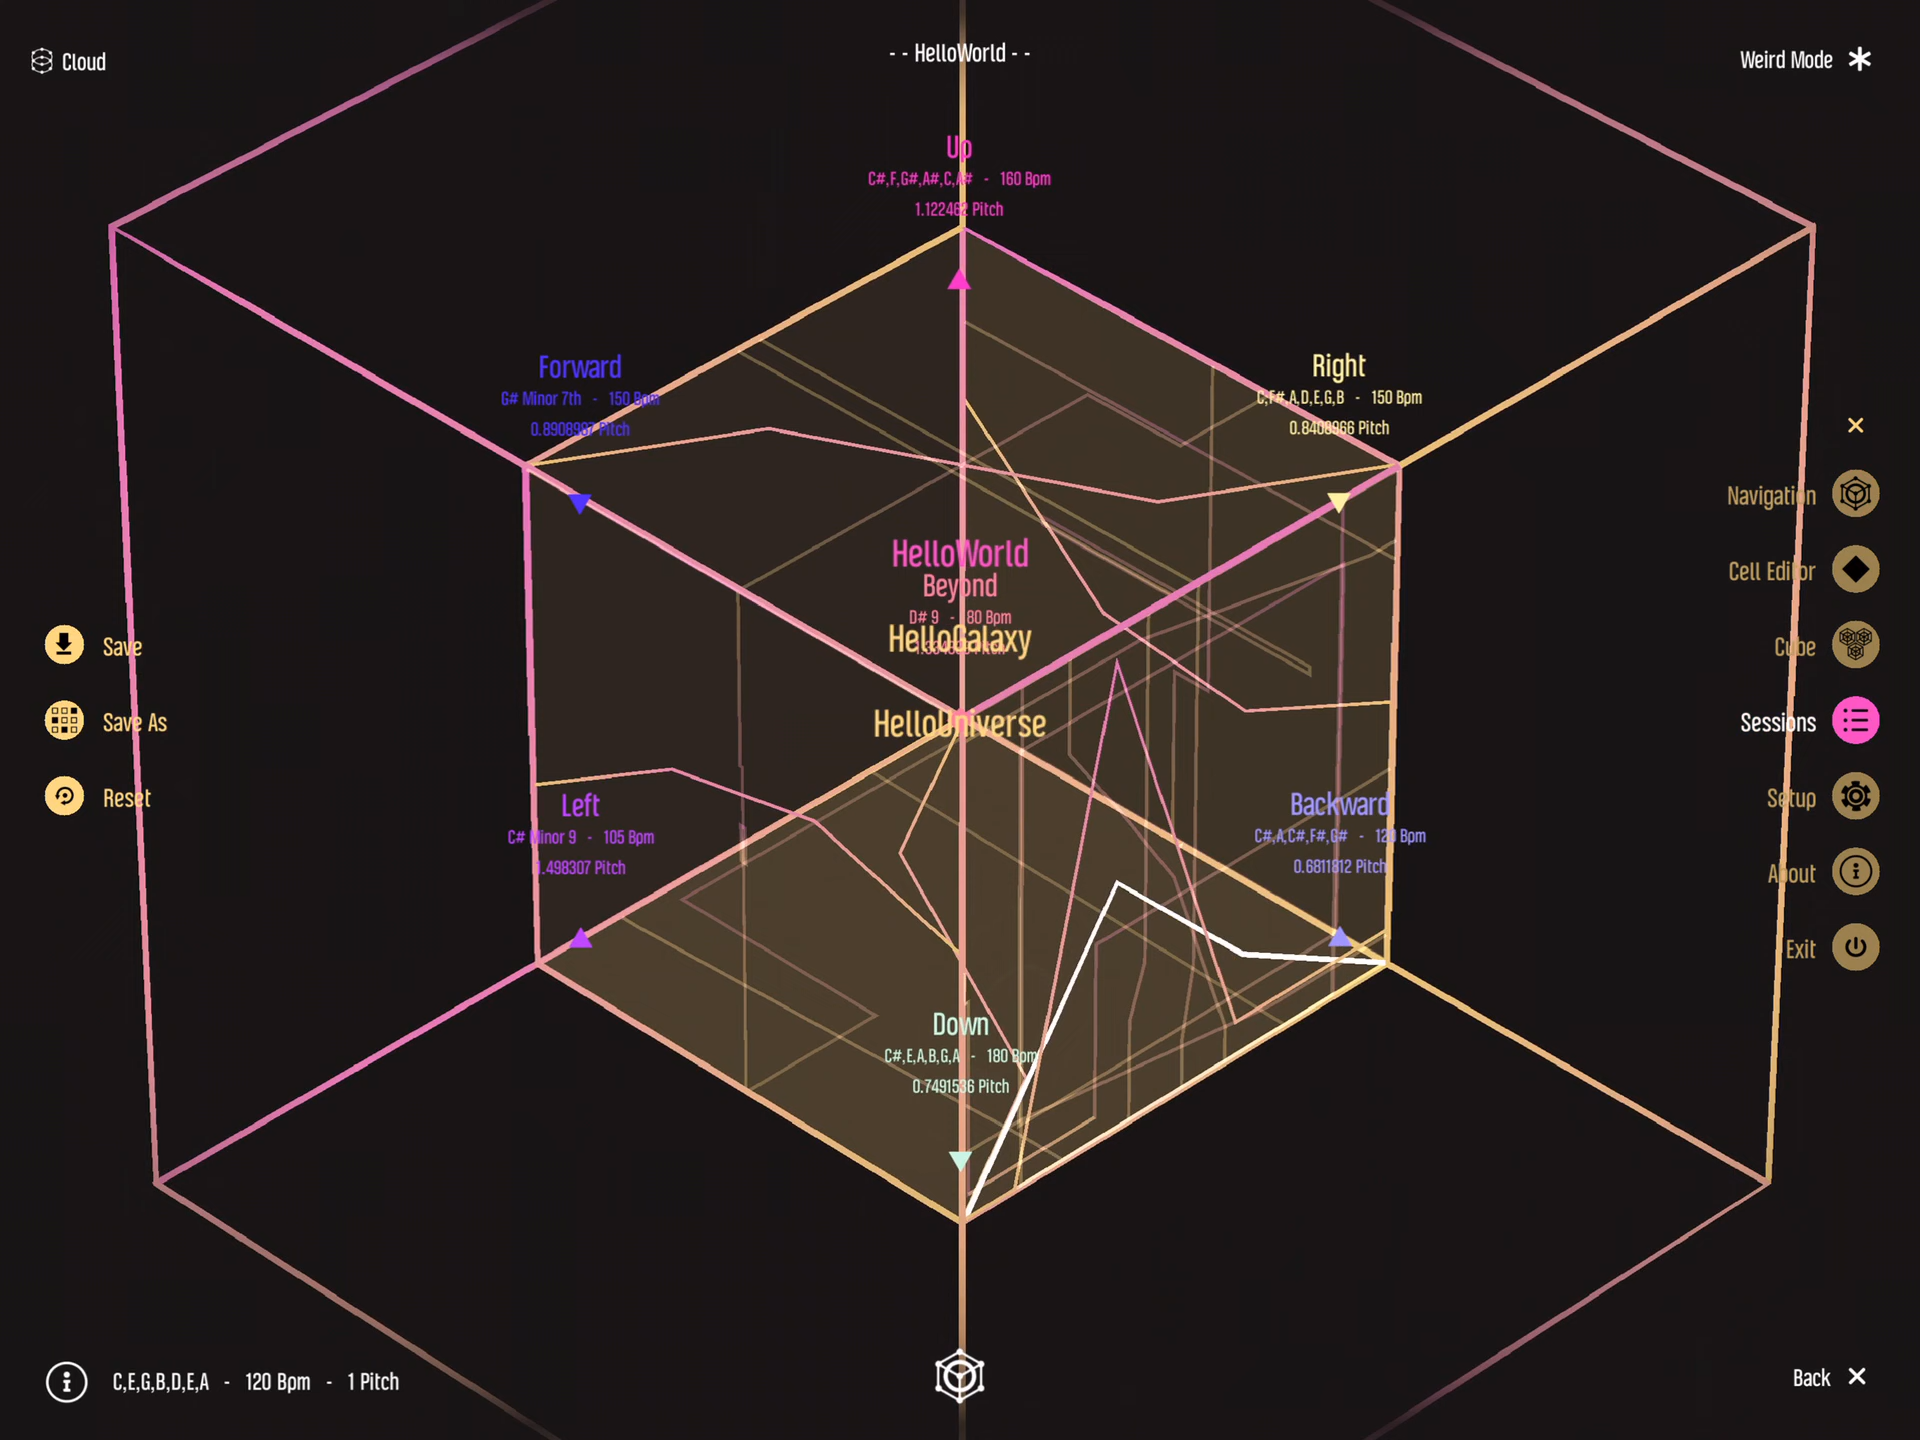 Cloud
- - HelloWorld - -
Weird Mode
Up
C#,F,G#,A#,C,A# - 160 Bpm
1.122462 Pitch
Forward
G# Minor 7th - 150 Bpm
0.8908987 Pitch
Right
C,F#,A,D,E,G,B - 150 Bpm
0.8408966 Pitch
Navigation
HelloWorld
Beyond
D# 9 - 80 Bpm
HelloGalaxy
Cell Editor
Save
Cube
HelloUniverse
Save As
Sessions
Reset
Setup
Left
C# Minor 9 - 105 Bpm
1.498307 Pitch
Backward
C#,A,C#,F#,G# - 120 Bpm
0.6811812 Pitch
About
Exit
Down
C#,E,A,B,G,A - 180 Bpm
0.7491536 Pitch
C,E,G,B,D,E,A - 120 Bpm - 1 Pitch
Back